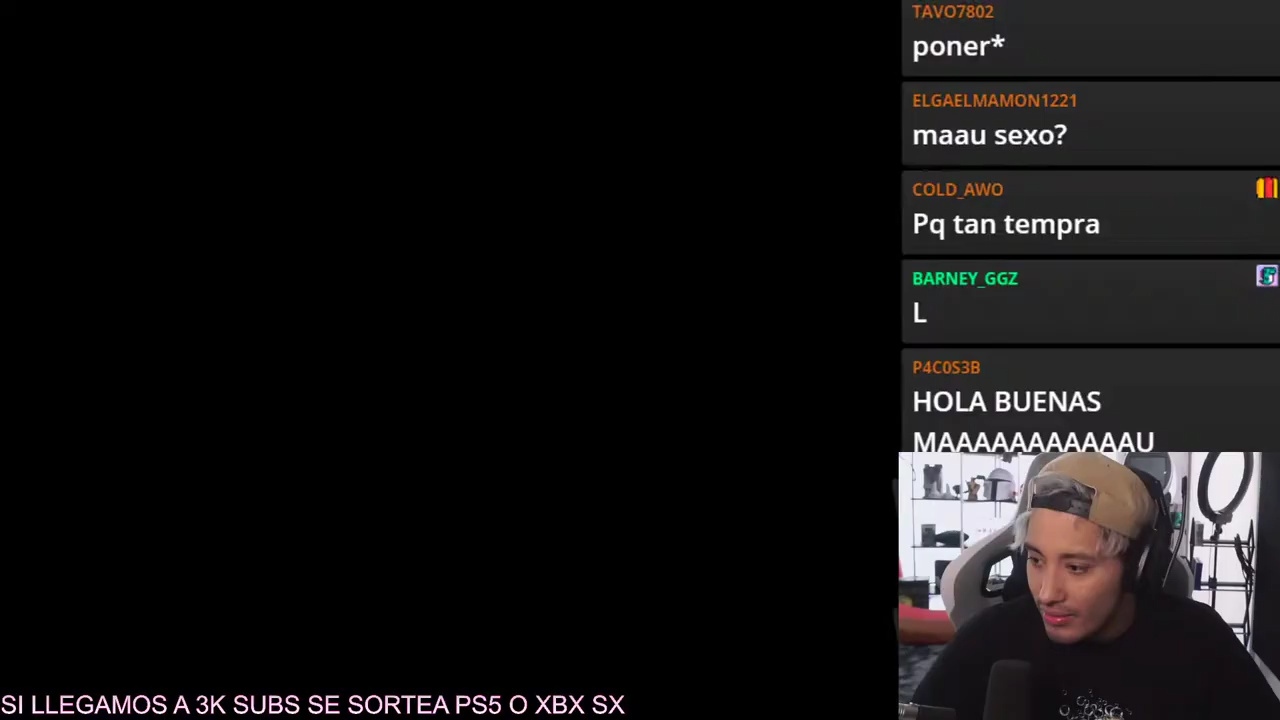 TAVO7802
poner*
ELGAELMAMON1221
maau sexo?
COLD_AWO
Pq tan tempra
BARNEY_GGZ
L
P4C0S3B
HOLA BUENAS
MAAAAAAAAAAAU
SI LLEGAMOS A 3K SUBS SE SORTEA PS5 O XBX SX